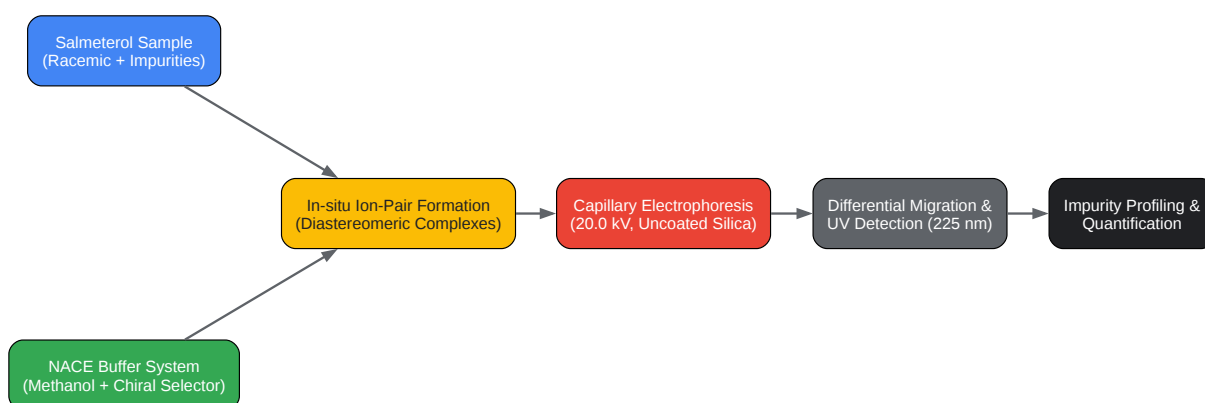 Salmeterol Sample
(Racemic + Impurities)
In-situ Ion-Pair Formation
(Diastereomeric Complexes)
Capillary Electrophoresis
(20.0 kV, Uncoated Silica)
Differential Migration &
UV Detection (225 nm)
Impurity Profiling &
Quantification
NACE Buffer System
(Methanol + Chiral Selector)